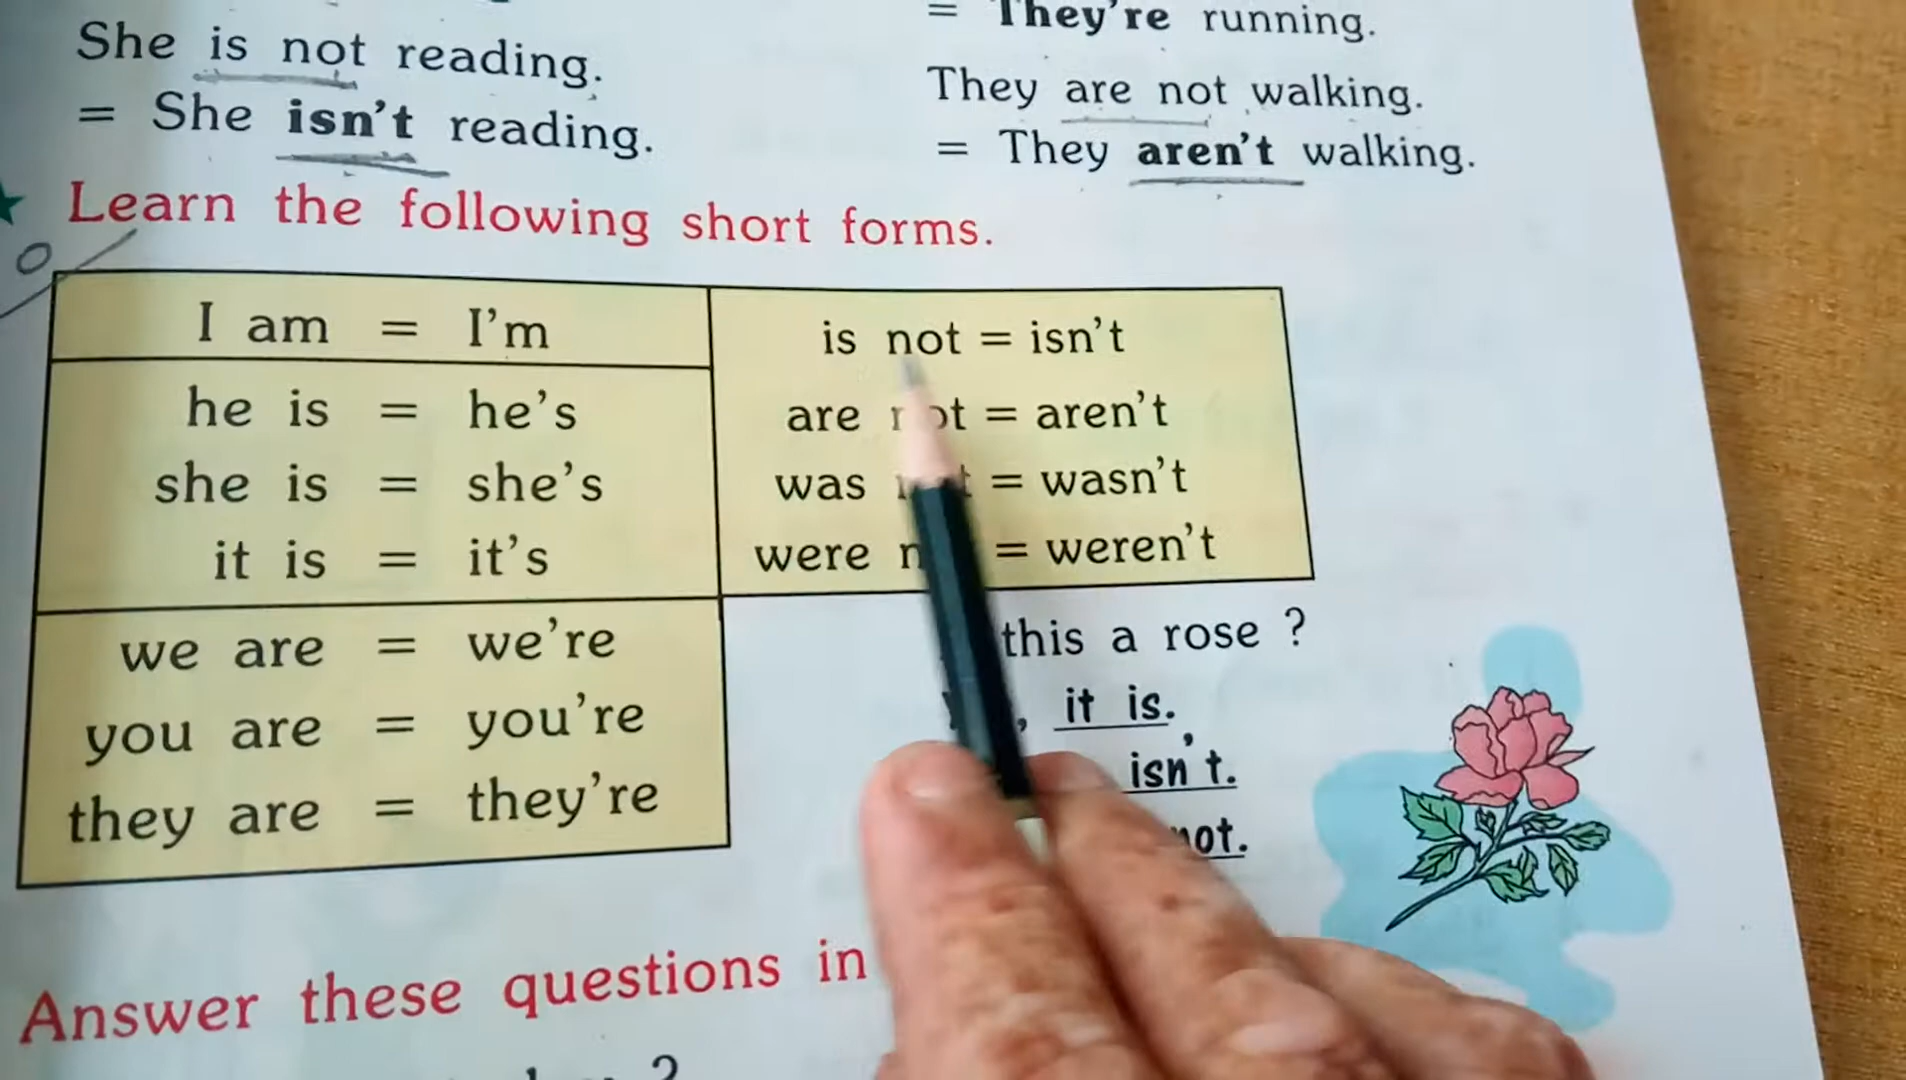 She is not reading.
= She isn't reading.
= They're running.
They are not walking.
= They aren't walking.
Learn the following short forms.
I am = I'm
he is = he's
she is = she's
it is = it's
we are = we're
you are = you're
they are = they're
is not = isn't
are not = aren't
was = wasn't
were = weren't
this a rose ?
, it is.
isn't.
not.
Answer these questions in
?